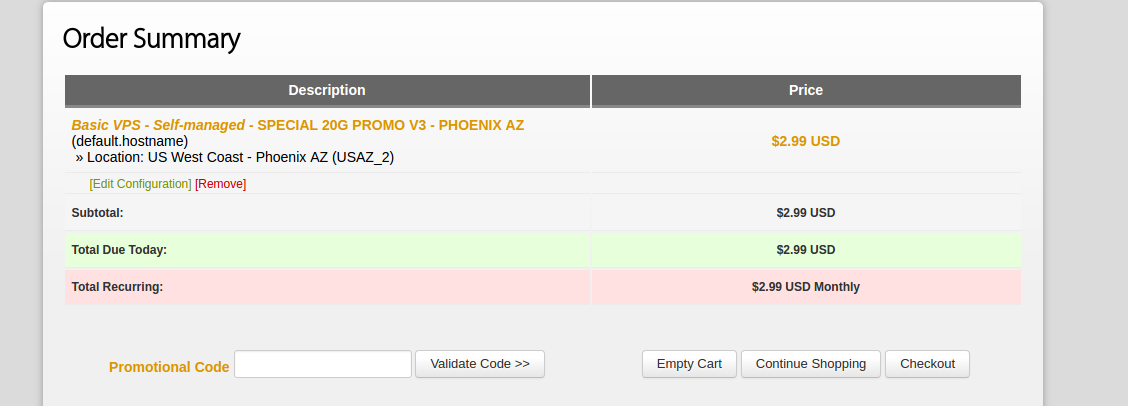 Order Summary
Description Price
Basic VPS - Self-managed - SPECIAL 20G PROMO V3 - PHOENIX AZ
(default.hostname)
$2.99 USD
» Location: US West Coast - Phoenix AZ (USAZ_2)
[Edit Configuration] [Remove]
Subtotal: $2.99 USD
Total Due Today: $2.99 USD
Total Recurring: $2.99 USD Monthly
Promotional Code Validate Code >> Empty Cart Continue Shopping Checkout